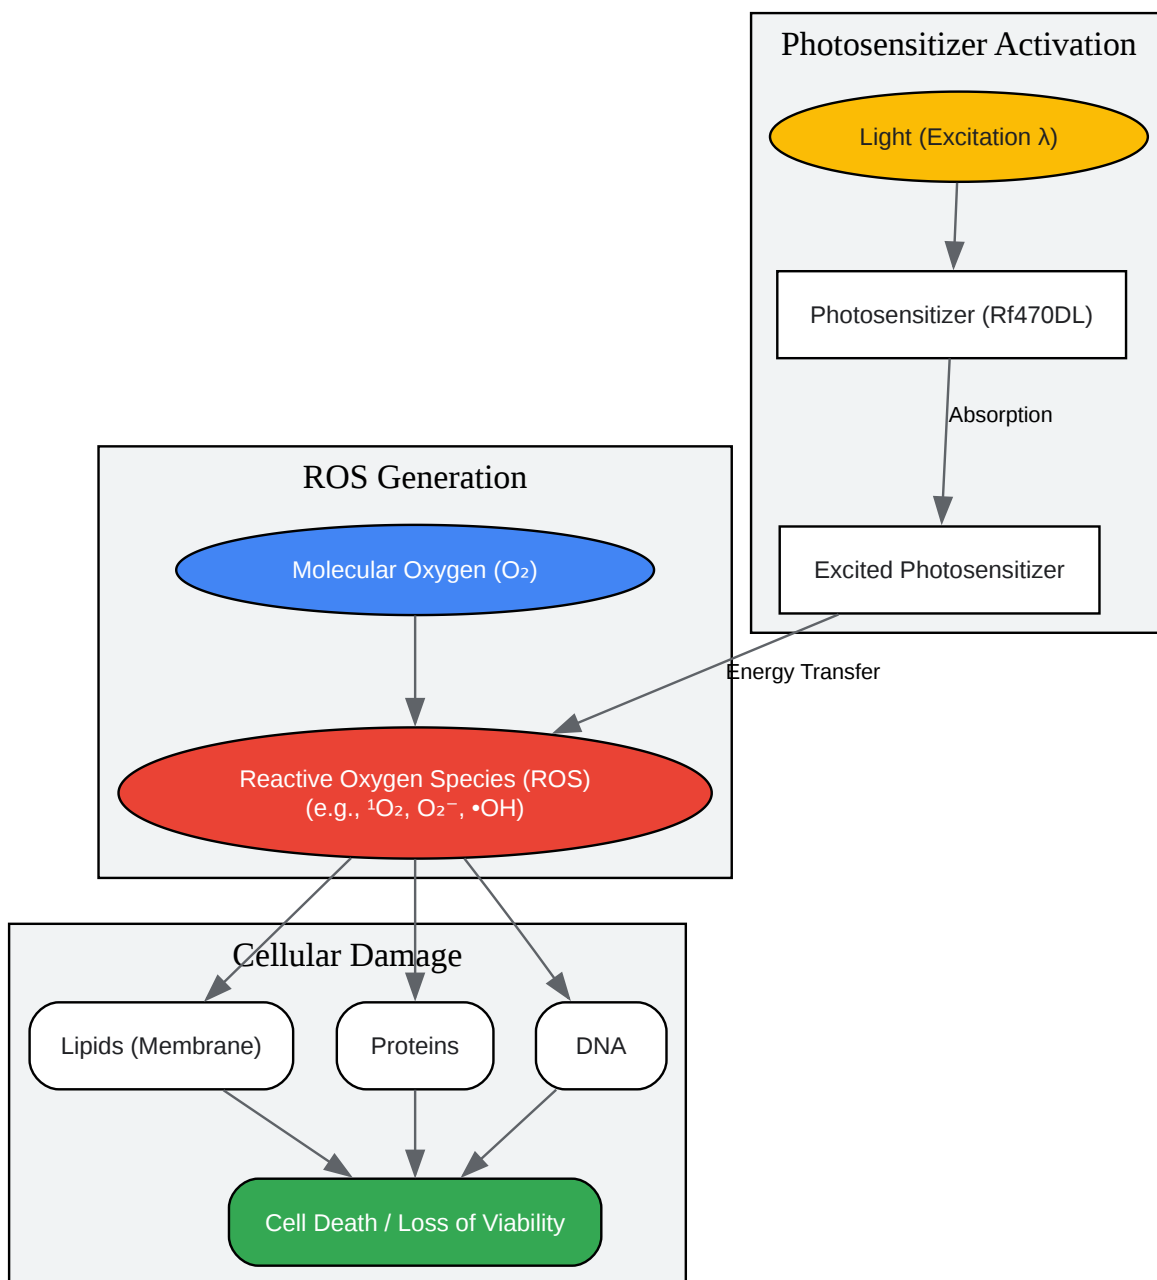 Photosensitizer Activation
Light (Excitation λ)
Photosensitizer (Rf470DL)
Absorption
Excited Photosensitizer
Energy Transfer
ROS Generation
Molecular Oxygen (O₂)
Reactive Oxygen Species (ROS)
(e.g., ¹O₂, O₂⁻, •OH)
Cellular Damage
Lipids (Membrane)
Proteins
DNA
Cell Death / Loss of Viability